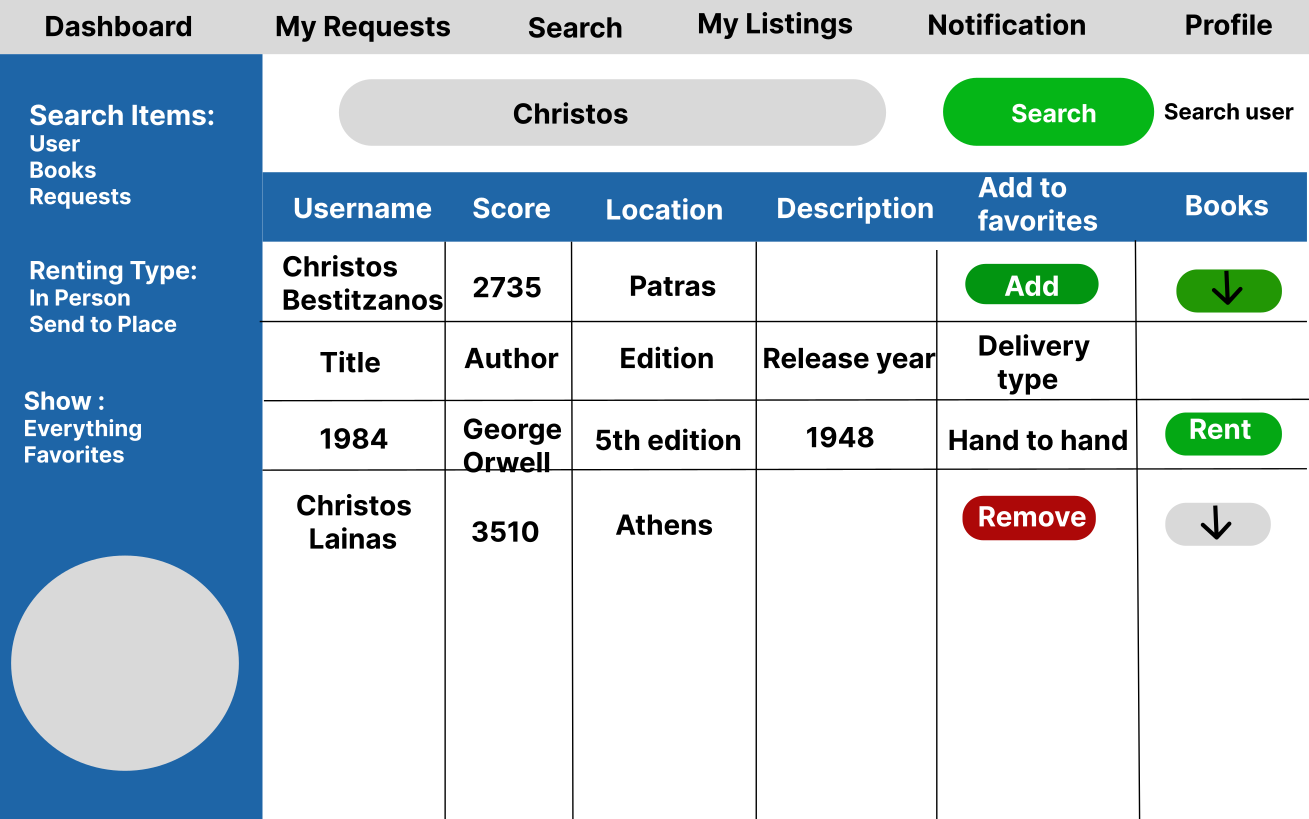 Dashboard
My Requests
Search
My Listings
Notification
Profile
Search Items:
User
Books
Requests
Renting Type:
In Person
Send to Place
Show :
Everything
Favorites
Christos
Search
Search user
Username
Score
Location
Description
Add to
favorites
Books
Christos
Bestitzanos
2735
Patras
Add
Title
Author
Edition
Release year
Delivery
type
1984
George
Orwell
5th edition
1948
Hand to hand
Rent
Christos
Lainas
3510
Athens
Remove